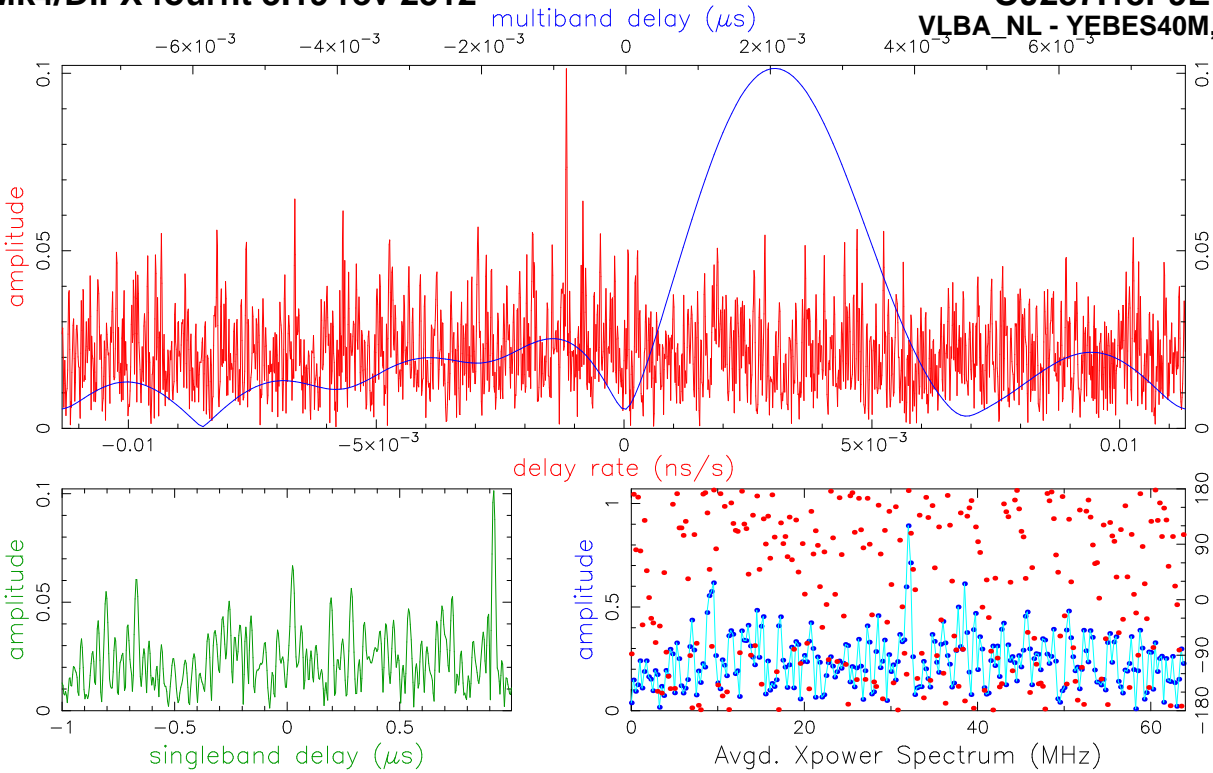 multiband delay (μs)
VLBA_NL - YEBES40M,
−6×10⁻³ −4×10⁻³ −2×10⁻³ 0 2×10⁻³ 4×10⁻³ 6×10⁻³
0.1 0.1
0.05 0.05
0 0
amplitude
−0.01 −5×10⁻³ 0 5×10⁻³ 0.01
delay rate (ns/s)
0.1
0.05
0
amplitude
−1 −0.5 0 0.5
singleband delay (μs)
1
0.5
0
amplitude
180
90
0
−90
−180
0 20 40 60
Avgd. Xpower Spectrum (MHz)